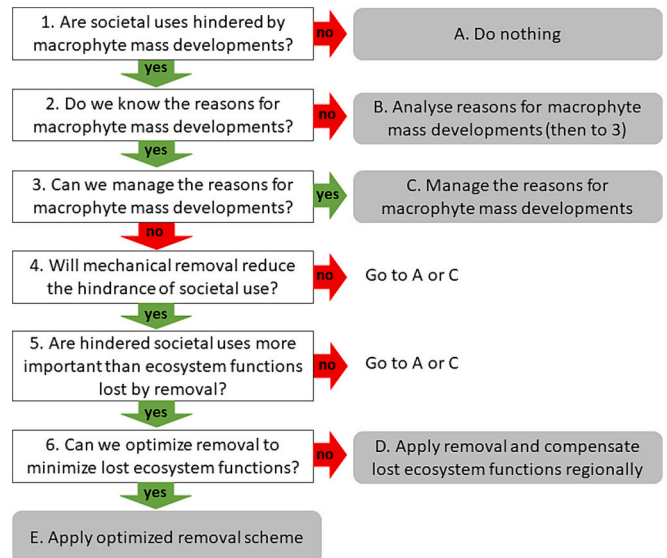 1. Are societal uses hindered by
macrophyte mass developments?
no
A. Do nothing
yes
2. Do we know the reasons for
macrophyte mass developments?
no
B. Analyse reasons for macrophyte
mass developments (then to 3)
yes
3. Can we manage the reasons for
macrophyte mass developments?
yes
C. Manage the reasons for
macrophyte mass developments
no
4. Will mechanical removal reduce
the hindrance of societal use?
no
Go to A or C
yes
5. Are hindered societal uses more
important than ecosystem functions
lost by removal?
no
Go to A or C
yes
6. Can we optimize removal to
minimize lost ecosystem functions?
no
D. Apply removal and compensate
lost ecosystem functions regionally
yes
E. Apply optimized removal scheme